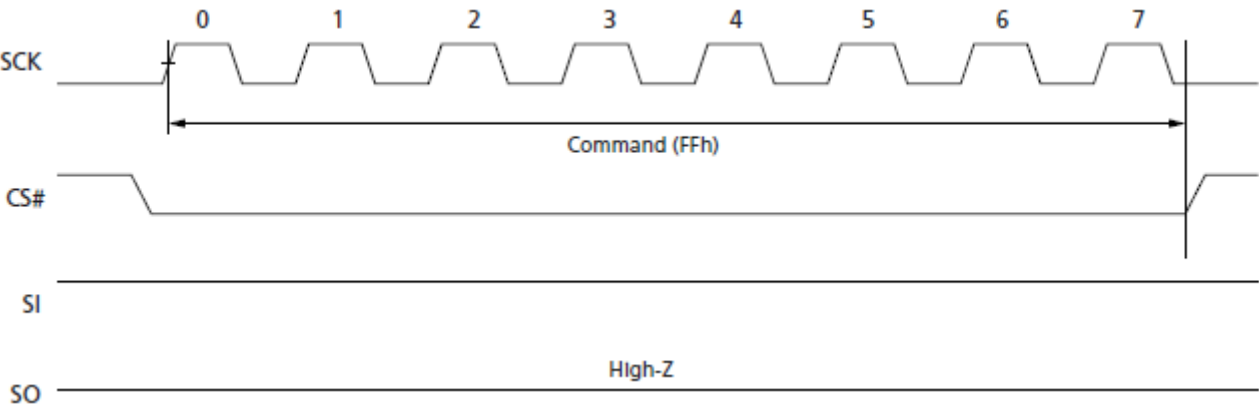 0 1 2 3 4 5 6 7
SCK
Command (FFh)
CS#
SI
High-Z
SO